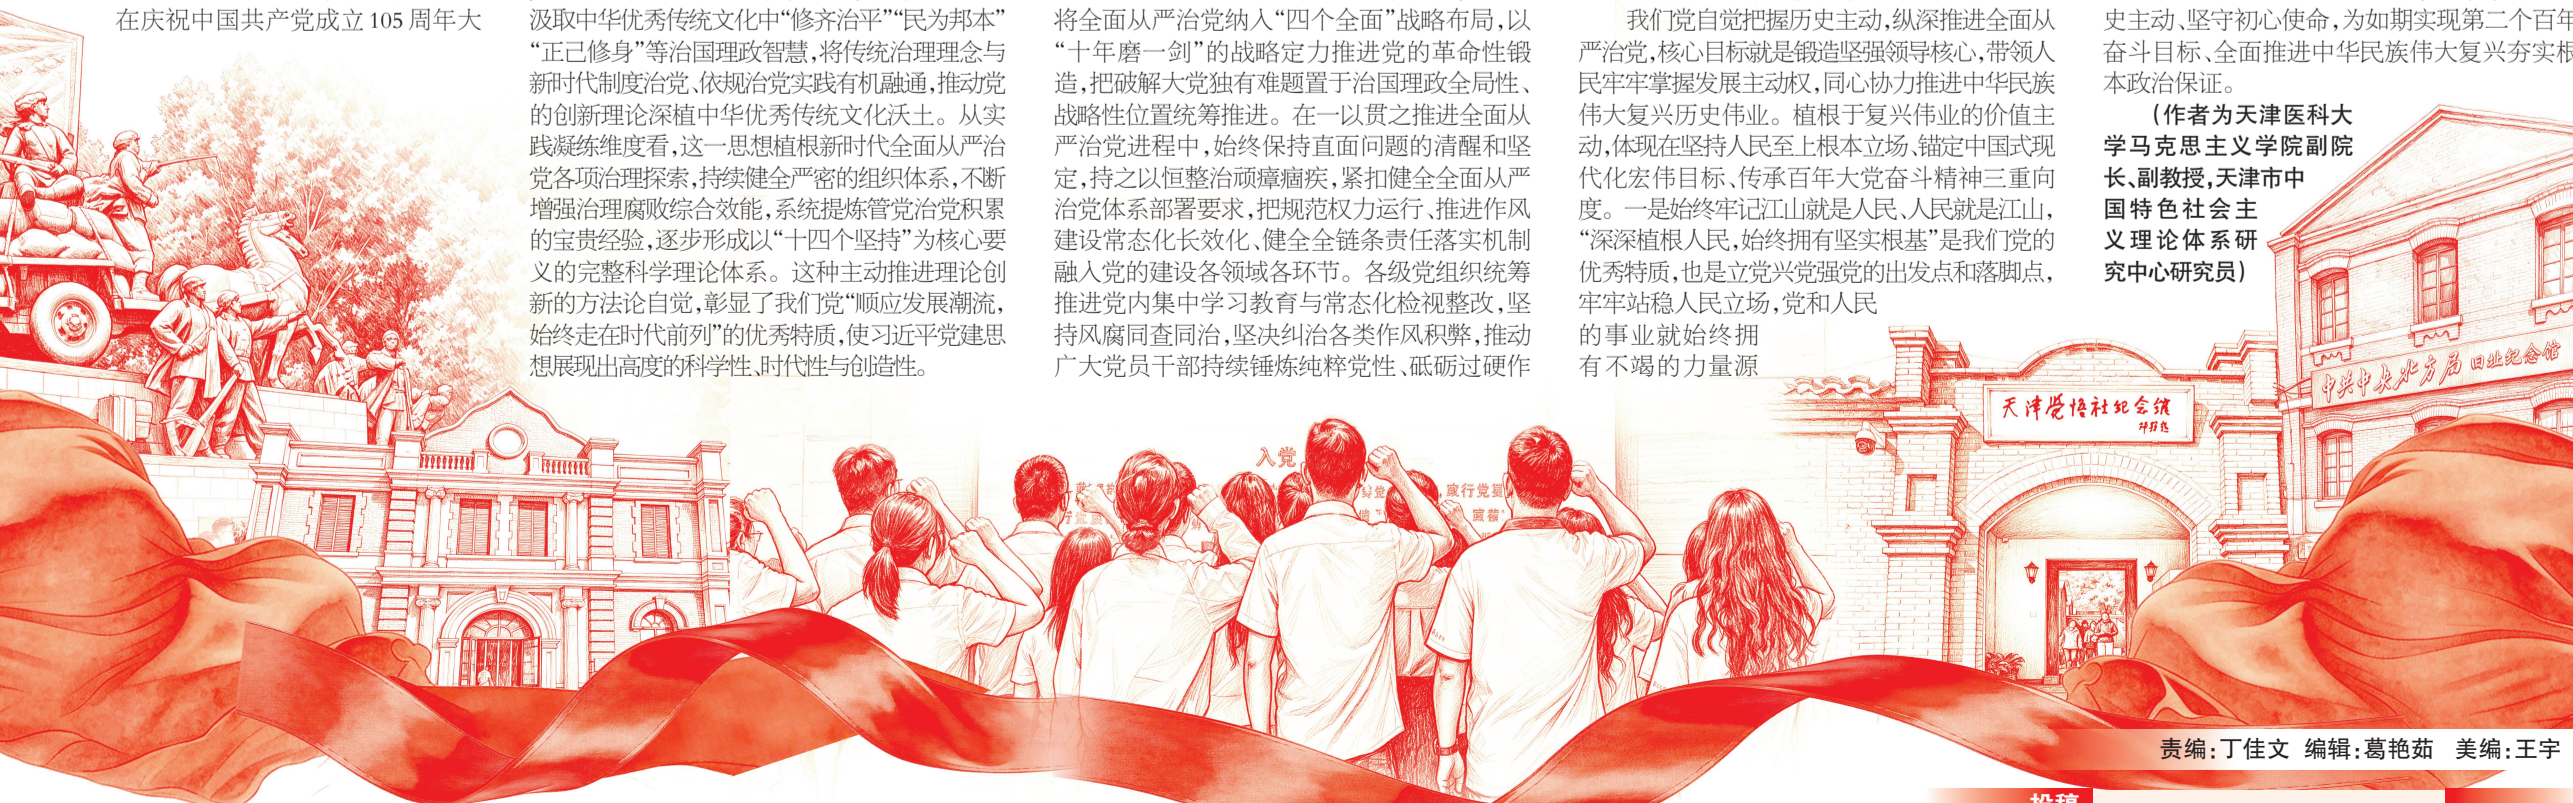 在庆祝中国共产党成立105周年大
汲取中华优秀传统文化中“修齐治平”“民为邦本”
“正己修身”等治国理政智慧，将传统治理理念与
新时代制度治党、依规治党实践有机融通，推动党
的创新理论深植中华优秀传统文化沃土。从实
践凝练维度看，这一思想植根新时代全面从严治
党各项治理探索，持续健全严密的组织体系，不断
增强治理腐败综合效能，系统提炼管党治党积累
的宝贵经验，逐步形成以“十四个坚持”为核心要
义的完整科学理论体系。这种主动推进理论创
新的方法论自觉，彰显了我们党“顺应发展潮流，
始终走在时代前列”的优秀特质，使习近平党建思
想展现出高度的科学性、时代性与创造性。
将全面从严治党纳入“四个全面”战略布局，以
“十年磨一剑”的战略定力推进党的革命性锻
造，把破解大党独有难题置于治国理政全局性、
战略性位置统筹推进。在一以贯之推进全面从
严治党进程中，始终保持直面问题的清醒和坚
定，持之以恒整治顽瘴痼疾，紧扣健全全面从严
治党体系部署要求，把规范权力运行、推进作风
建设常态化长效化、健全全链条责任落实机制
融入党的建设各领域各环节。各级党组织统筹
推进党内集中学习教育与常态化检视整改，坚
持风腐同查同治，坚决纠治各类作风积弊，推动
广大党员干部持续锤炼纯粹党性、砥砺过硬作
我们党自觉把握历史主动，纵深推进全面从
严治党，核心目标就是锻造坚强领导核心，带领人
民牢牢掌握发展主动权，同心协力推进中华民族
伟大复兴历史伟业。植根于复兴伟业的价值主
动，体现在坚持人民至上根本立场、锚定中国式现
代化宏伟目标、传承百年大党奋斗精神三重向
度。一是始终牢记江山就是人民、人民就是江山，
“深深植根人民，始终拥有坚实根基”是我们党的
优秀特质，也是立党兴党强党的出发点和落脚点，
牢牢站稳人民立场，党和人民
的事业就始终拥
有不竭的力量源
史主动、坚守初心使命，为如期实现第二个百年
奋斗目标、全面推进中华民族伟大复兴夯实根
本政治保证。
（作者为天津医科大
学马克思主义学院副院
长、副教授，天津市中
国特色社会主
义理论体系研
究中心研究员）
中共中央北方局旧址纪念馆
天津觉悟社纪念馆
入党
责编：丁佳文 编辑：葛艳茹 美编：王宇